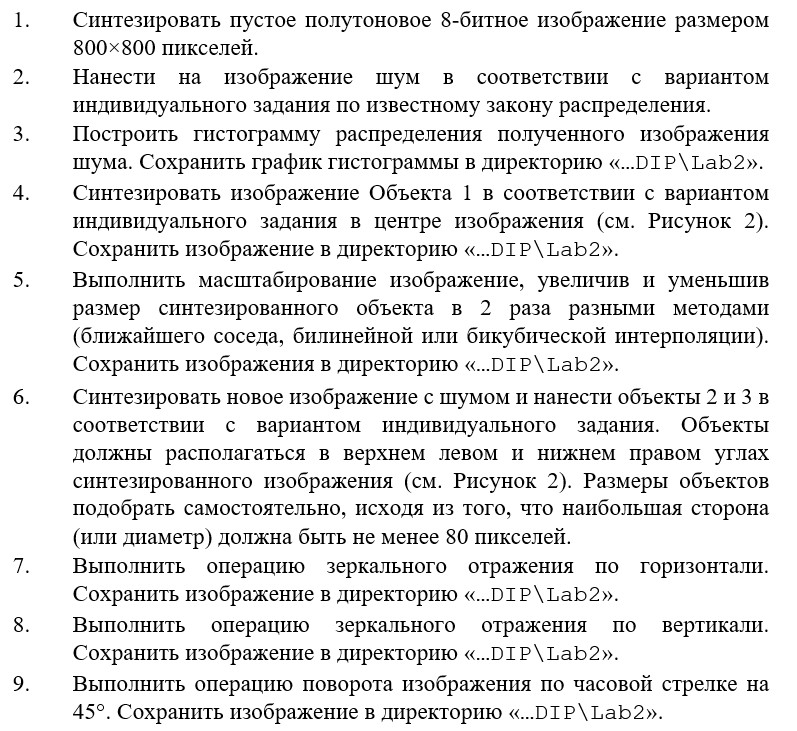 1. Синтезировать пустое полутоновое 8-битное изображение размером
800×800 пикселей.
2. Нанести на изображение шум в соответствии с вариантом
индивидуального задания по известному закону распределения.
3. Построить гистограмму распределения полученного изображения
шума. Сохранить график гистограммы в директорию «...DIP\Lab2».
4. Синтезировать изображение Объекта 1 в соответствии с вариантом
индивидуального задания в центре изображения (см. Рисунок 2).
Сохранить изображение в директорию «...DIP\Lab2».
5. Выполнить масштабирование изображение, увеличив и уменьшив
размер синтезированного объекта в 2 раза разными методами
(ближайшего соседа, билинейной или бикубической интерполяции).
Сохранить изображения в директорию «...DIP\Lab2».
6. Синтезировать новое изображение с шумом и нанести объекты 2 и 3 в
соответствии с вариантом индивидуального задания. Объекты
должны располагаться в верхнем левом и нижнем правом углах
синтезированного изображения (см. Рисунок 2). Размеры объектов
подобрать самостоятельно, исходя из того, что наибольшая сторона
(или диаметр) должна быть не менее 80 пикселей.
7. Выполнить операцию зеркального отражения по горизонтали.
Сохранить изображение в директорию «...DIP\Lab2».
8. Выполнить операцию зеркального отражения по вертикали.
Сохранить изображение в директорию «...DIP\Lab2».
9. Выполнить операцию поворота изображения по часовой стрелке на
45°. Сохранить изображение в директорию «...DIP\Lab2».